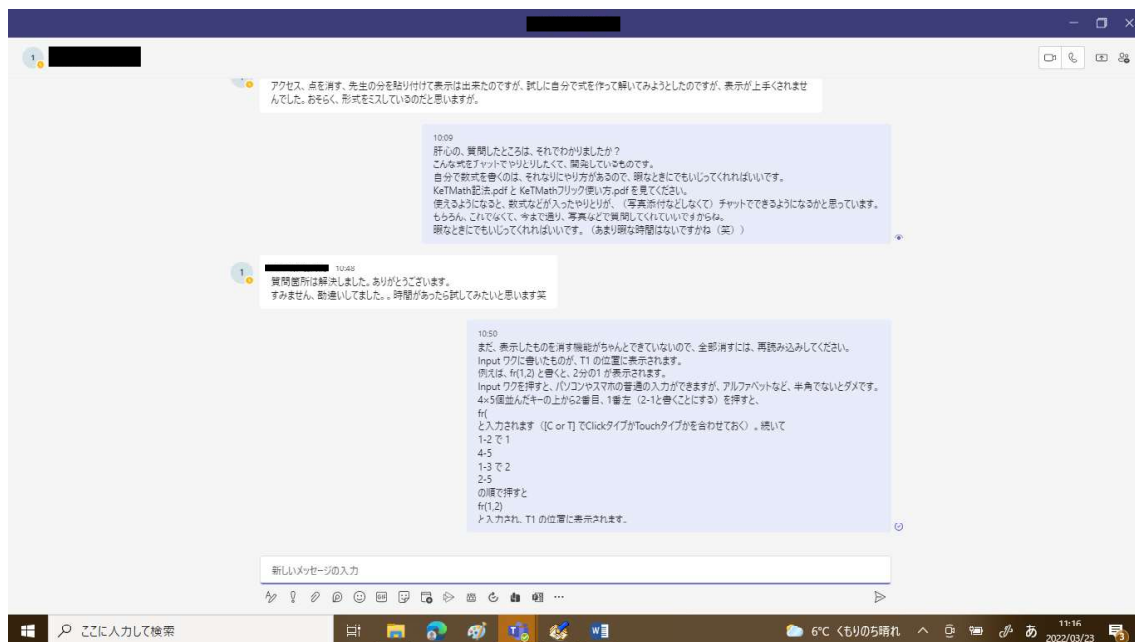 1
アクセス、点を消す、先生の分を貼り付けて表示は出来たのですが、試しに自分で式を作って解いてみようとしたのですが、表示が上手くされませ
んでした。おそらく、形式をミスしているのだと思いますが。
10:09
肝心の、質問したところは、それでわかりましたか？
こんな式をチャットでやりとりしたくて、開発しているものです。
自分で数式を書くのは、それなりにやり方があるので、暇なときにでもいじってくれればいいです。
KeTMath記法.pdf と KeTMathフリック使い方.pdf を見てください。
使えるようになると、数式などが入ったやりとりが、（写真添付などしなくて）チャットでできるようになるかと思っています。
もちろん、これでなくて、今まで通り、写真などで質問してくれていいですからね。
暇なときにでもいじってくれればいいです。（あまり暇な時間はないですかね（笑））
1
10:48
質問箇所は解決しました。ありがとうございます。
すみません、勘違いしてました。。時間があったら試してみたいと思います笑
10:50
まだ、表示したものを消す機能がちゃんとできていないので、全部消すには、再読み込みしてください。
Input ワクに書いたものが、T1 の位置に表示されます。
例えば、fr(1,2) と書くと、2分の1 が表示されます。
Input ワクを押すと、パソコンやスマホの普通の入力ができますが、アルファベットなど、半角でないとダメです。
4×5個並んだキーの上から2番目、1番左（2-1と書くことにする）を押すと、
fr(
と入力されます（[C or T] でClickタイプかTouchタイプかを合わせておく）。続いて
1-2 で 1
4-5
1-3 で 2
2-5
の順で押すと
fr(1,2)
と入力され、T1 の位置に表示されます。
新しいメッセージの入力
GIF
ここに入力して検索
6°C くもりのち晴れ
あ
11:16
2022/03/23
3